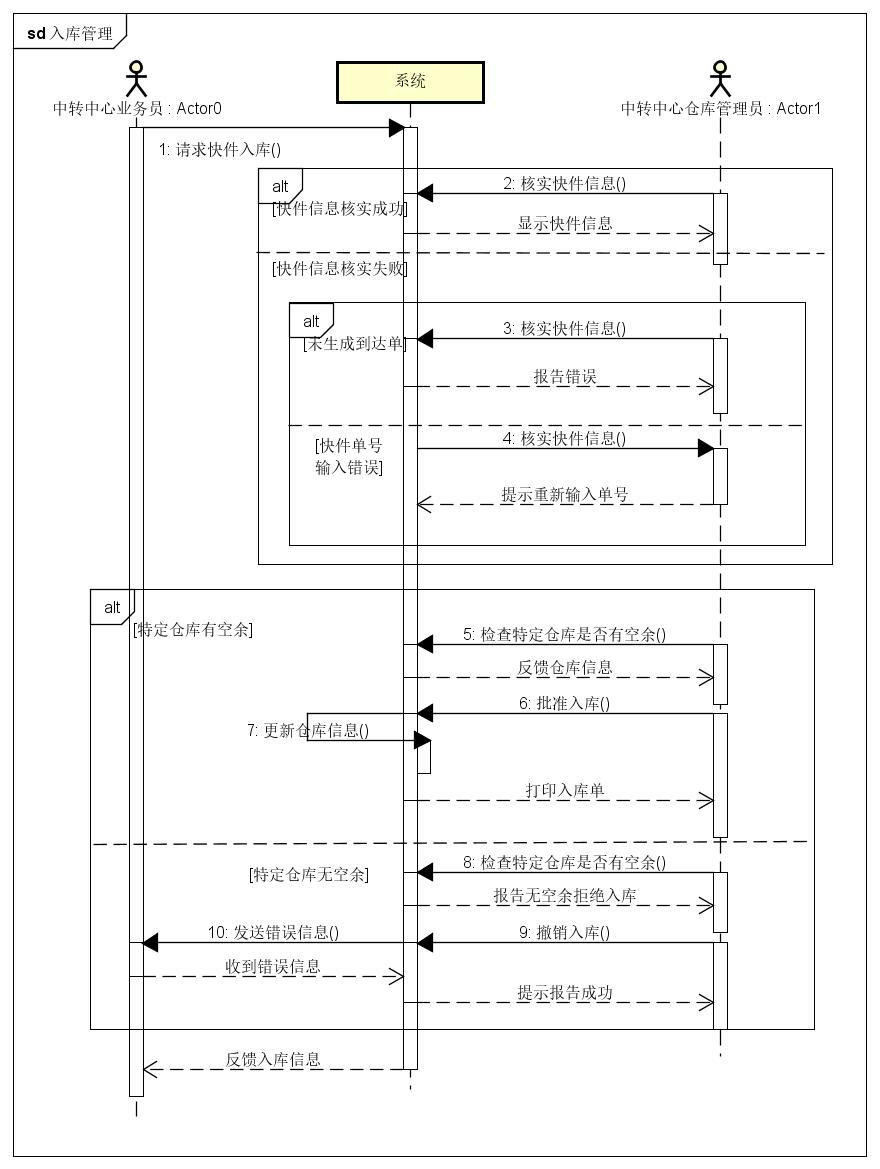 sd 入库管理
中转中心业务员 : Actor0
系统
中转中心仓库管理员 : Actor1
1: 请求快件入库()
alt
2: 核实快件信息()
[快件信息核实成功]
显示快件信息
[快件信息核实失败]
alt
3: 核实快件信息()
[未生成到达单]
报告错误
4: 核实快件信息()
[快件单号
输入错误]
提示重新输入单号
alt
[特定仓库有空余]
5: 检查特定仓库是否有空余()
反馈仓库信息
6: 批准入库()
7: 更新仓库信息()
打印入库单
8: 检查特定仓库是否有空余()
[特定仓库无空余]
报告无空余拒绝入库
10: 发送错误信息()
9: 撤销入库()
收到错误信息
提示报告成功
反馈入库信息